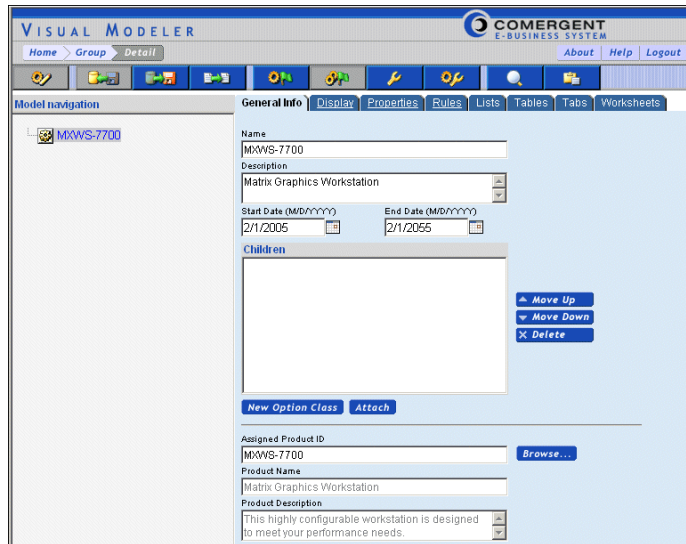 VISUAL MODELER
COMERGENT
E-BUSINESS SYSTEM
Home Group Detail
About Help Logout
Model navigation
General Info Display Properties Rules Lists Tables Tabs Worksheets
MXWS-7700
Name
MXWS-7700
Description
Matrix Graphics Workstation
Start Date (M/D/YYYY) End Date (M/D/YYYY)
2/1/2005 2/1/2055
Children
Move Up
Move Down
X Delete
New Option Class Attach
Assigned Product ID
MXWS-7700 Browse...
Product Name
Matrix Graphics Workstation
Product Description
This highly configurable workstation is designed
to meet your performance needs.